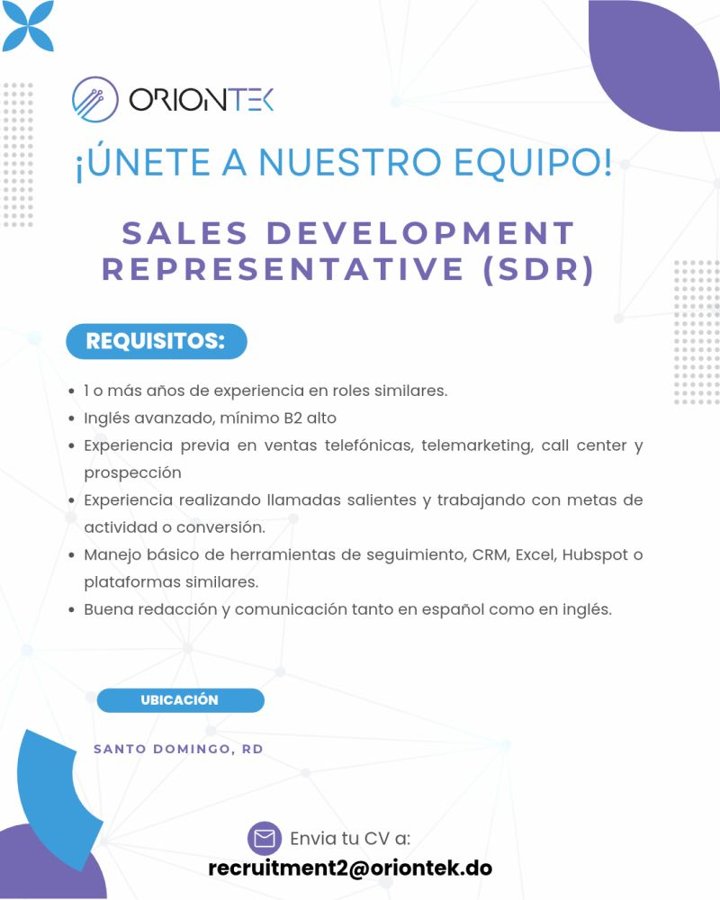 ORIONTEK
¡ÚNETE A NUESTRO EQUIPO!
SALES DEVELOPMENT
REPRESENTATIVE (SDR)
REQUISITOS:
• 1 o más años de experiencia en roles similares.
• Inglés avanzado, mínimo B2 alto
• Experiencia previa en ventas telefónicas, telemarketing, call center y
prospección
• Experiencia realizando llamadas salientes y trabajando con metas de
actividad o conversión.
• Manejo básico de herramientas de seguimiento, CRM, Excel, Hubspot o
plataformas similares.
• Buena redacción y comunicación tanto en español como en inglés.
UBICACIÓN
SANTO DOMINGO, RD
Envia tu CV a:
recruitment2@oriontek.do